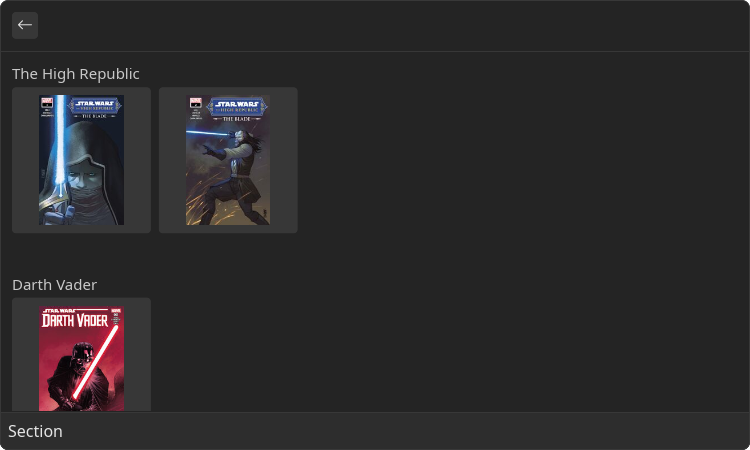 The High Republic
STAR WARS
THE HIGH REPUBLIC
THE BLADE
STAR WARS
THE HIGH REPUBLIC
THE BLADE
Darth Vader
STAR WARS
DARTH VADER
Section